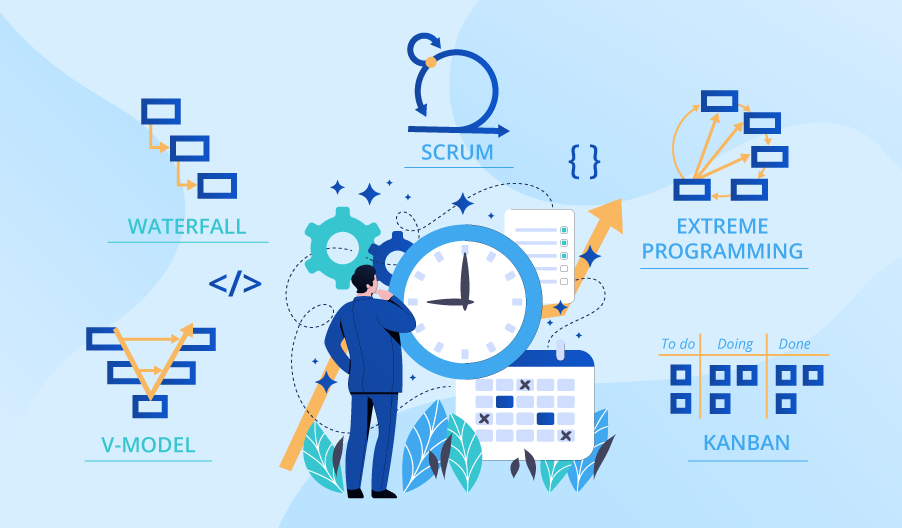 SCRUM
{ }
WATERFALL
EXTREME
PROGRAMMING
</>
To do Doing Done
V-MODEL
KANBAN